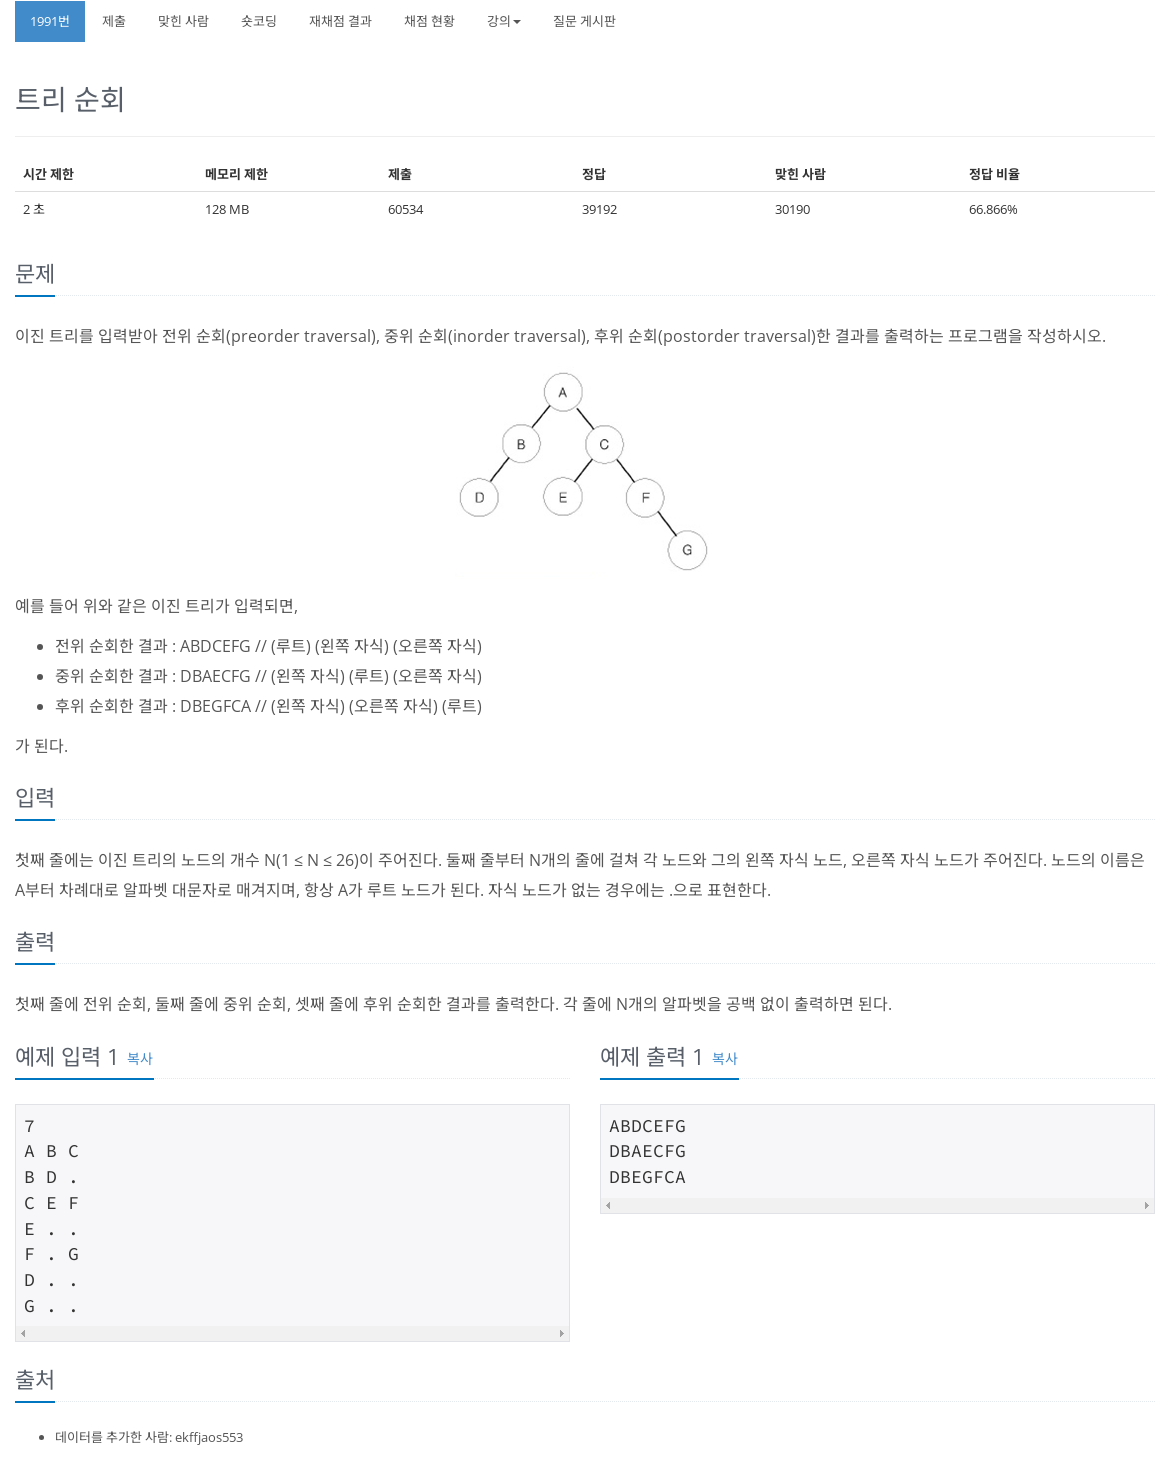 1991번 제출 맞힌 사람 숏코딩 재채점 결과 채점 현황 강의 질문 게시판
트리 순회
시간 제한 메모리 제한 제출 정답 맞힌 사람 정답 비율
2 초 128 MB 60534 39192 30190 66.866%
문제
이진 트리를 입력받아 전위 순회(preorder traversal), 중위 순회(inorder traversal), 후위 순회(postorder traversal)한 결과를 출력하는 프로그램을 작성하시오.
A
B C
D E F
G
예를 들어 위와 같은 이진 트리가 입력되면,
전위 순회한 결과 : ABDCEFG // (루트) (왼쪽 자식) (오른쪽 자식)
중위 순회한 결과 : DBAECFG // (왼쪽 자식) (루트) (오른쪽 자식)
후위 순회한 결과 : DBEGFCA // (왼쪽 자식) (오른쪽 자식) (루트)
가 된다.
입력
첫째 줄에는 이진 트리의 노드의 개수 N(1 ≤ N ≤ 26)이 주어진다. 둘째 줄부터 N개의 줄에 걸쳐 각 노드와 그의 왼쪽 자식 노드, 오른쪽 자식 노드가 주어진다. 노드의 이름은
A부터 차례대로 알파벳 대문자로 매겨지며, 항상 A가 루트 노드가 된다. 자식 노드가 없는 경우에는 .으로 표현한다.
출력
첫째 줄에 전위 순회, 둘째 줄에 중위 순회, 셋째 줄에 후위 순회한 결과를 출력한다. 각 줄에 N개의 알파벳을 공백 없이 출력하면 된다.
예제 입력 1 복사
7
A B C
B D .
C E F
E . .
F . G
D . .
G . .
예제 출력 1 복사
ABDCEFG
DBAECFG
DBEGFCA
출처
데이터를 추가한 사람: ekffjaos553